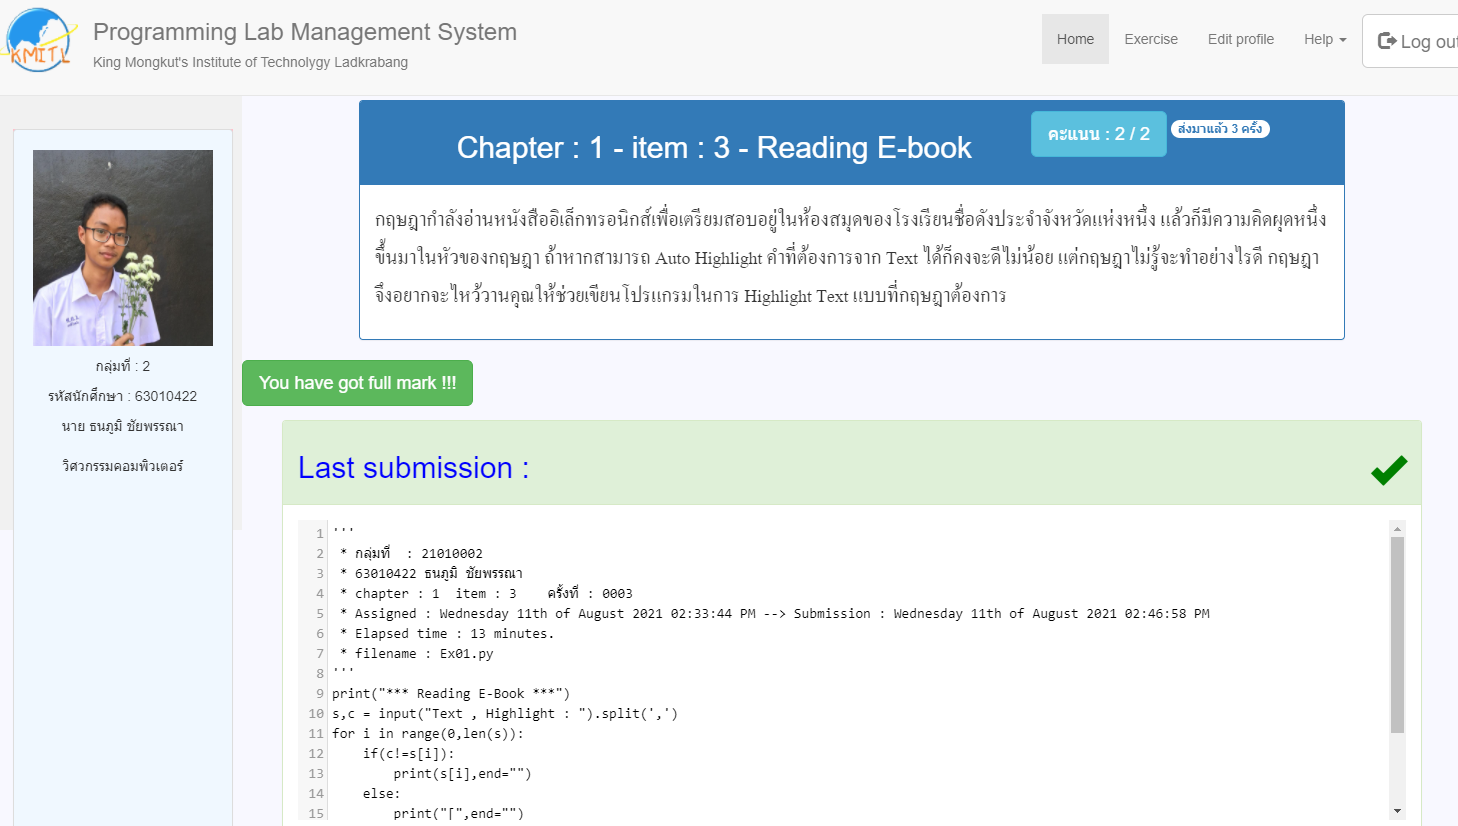 KMITL
Programming Lab Management System
King Mongkut's Institute of Technolygy Ladkrabang
Home
Exercise
Edit profile
Help
Log out
กลุ่มที่ : 2
รหัสนักศึกษา : 63010422
นาย ธนภูมิ ชัยพรรณา
วิศวกรรมคอมพิวเตอร์
Chapter : 1 - item : 3 - Reading E-book
คะแนน : 2 / 2
ส่งมาแล้ว 3 ครั้ง
กฤษฎากำลังอ่านหนังสืออิเล็กทรอนิกส์เพื่อเตรียมสอบอยู่ในห้องสมุดของโรงเรียนชื่อดังประจำจังหวัดแห่งหนึ่ง แล้วก็มีความคิดผุดหนึ่ง
ขึ้นมาในหัวของกฤษฎา ถ้าหากสามารถ Auto Highlight คำที่ต้องการจาก Text ได้ก็คงจะดีไม่น้อย แต่กฤษฎาไม่รู้จะทำอย่างไรดี กฤษฎา
จึงอยากจะไหว้วานคุณให้ช่วยเขียนโปรแกรมในการ Highlight Text แบบที่กฤษฎาต้องการ
You have got full mark !!!
Last submission :
1 '''
2 * กลุ่มที่ : 21010002
3 * 63010422 ธนภูมิ ชัยพรรณา
4 * chapter : 1 item : 3 ครั้งที่ : 0003
5 * Assigned : Wednesday 11th of August 2021 02:33:44 PM --> Submission : Wednesday 11th of August 2021 02:46:58 PM
6 * Elapsed time : 13 minutes.
7 * filename : Ex01.py
8 '''
9 print("*** Reading E-Book ***")
10 s,c = input("Text , Highlight : ").split(',')
11 for i in range(0,len(s)):
12 if(c!=s[i]):
13 print(s[i],end="")
14 else:
15 print("[",end="")